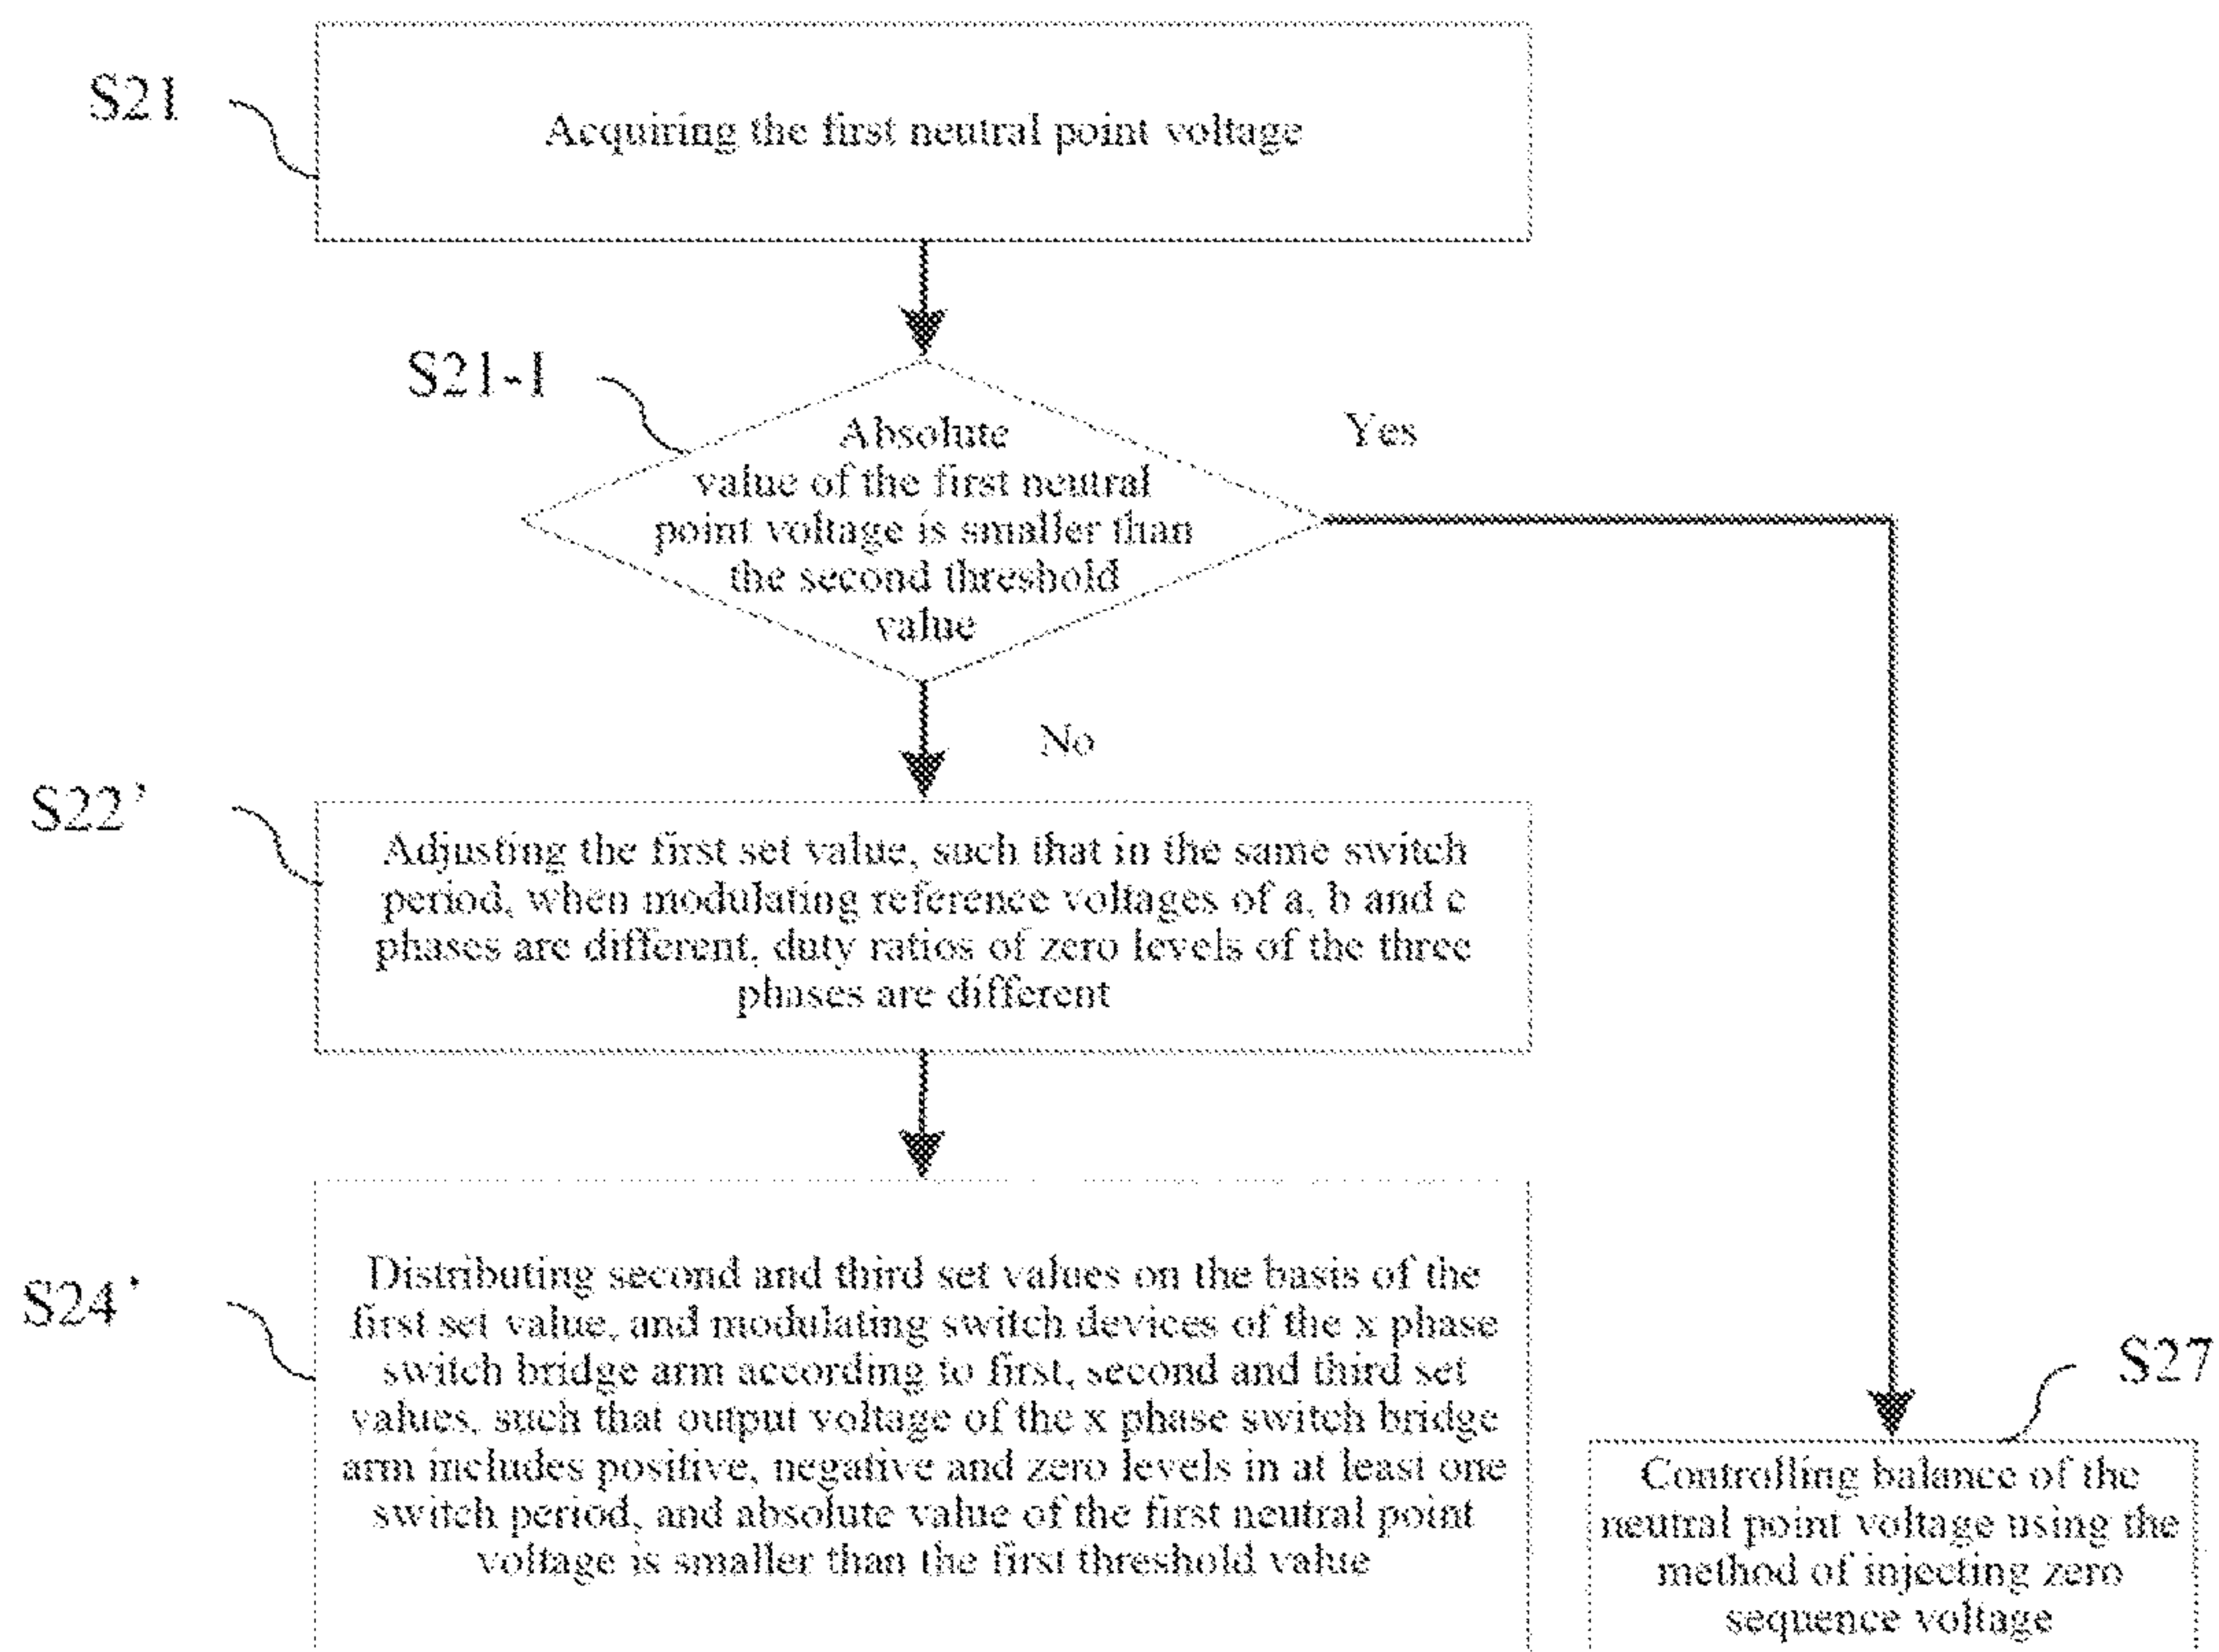 S21
Acquiring the first neutral point voltage
S21-1
Absolute
value of the first neutral
point voltage is smaller than
the second threshold
value
Yes
No
S22'
Adjusting the first set value, such that in the same switch
period, when modulating reference voltages of a, b and c
phases are different, duty ratios of zero levels of the three
phases are different
S24'
Distributing second and third set values on the basis of the
first set value, and modulating switch devices of the x phase
switch bridge arm according to first, second and third set
values, such that output voltage of the x phase switch bridge
arm includes positive, negative and zero levels in at least one
switch period, and absolute value of the first neutral point
voltage is smaller than the first threshold value
S27
Controlling balance of the
neutral point voltage using the
method of injecting zero
sequence voltage